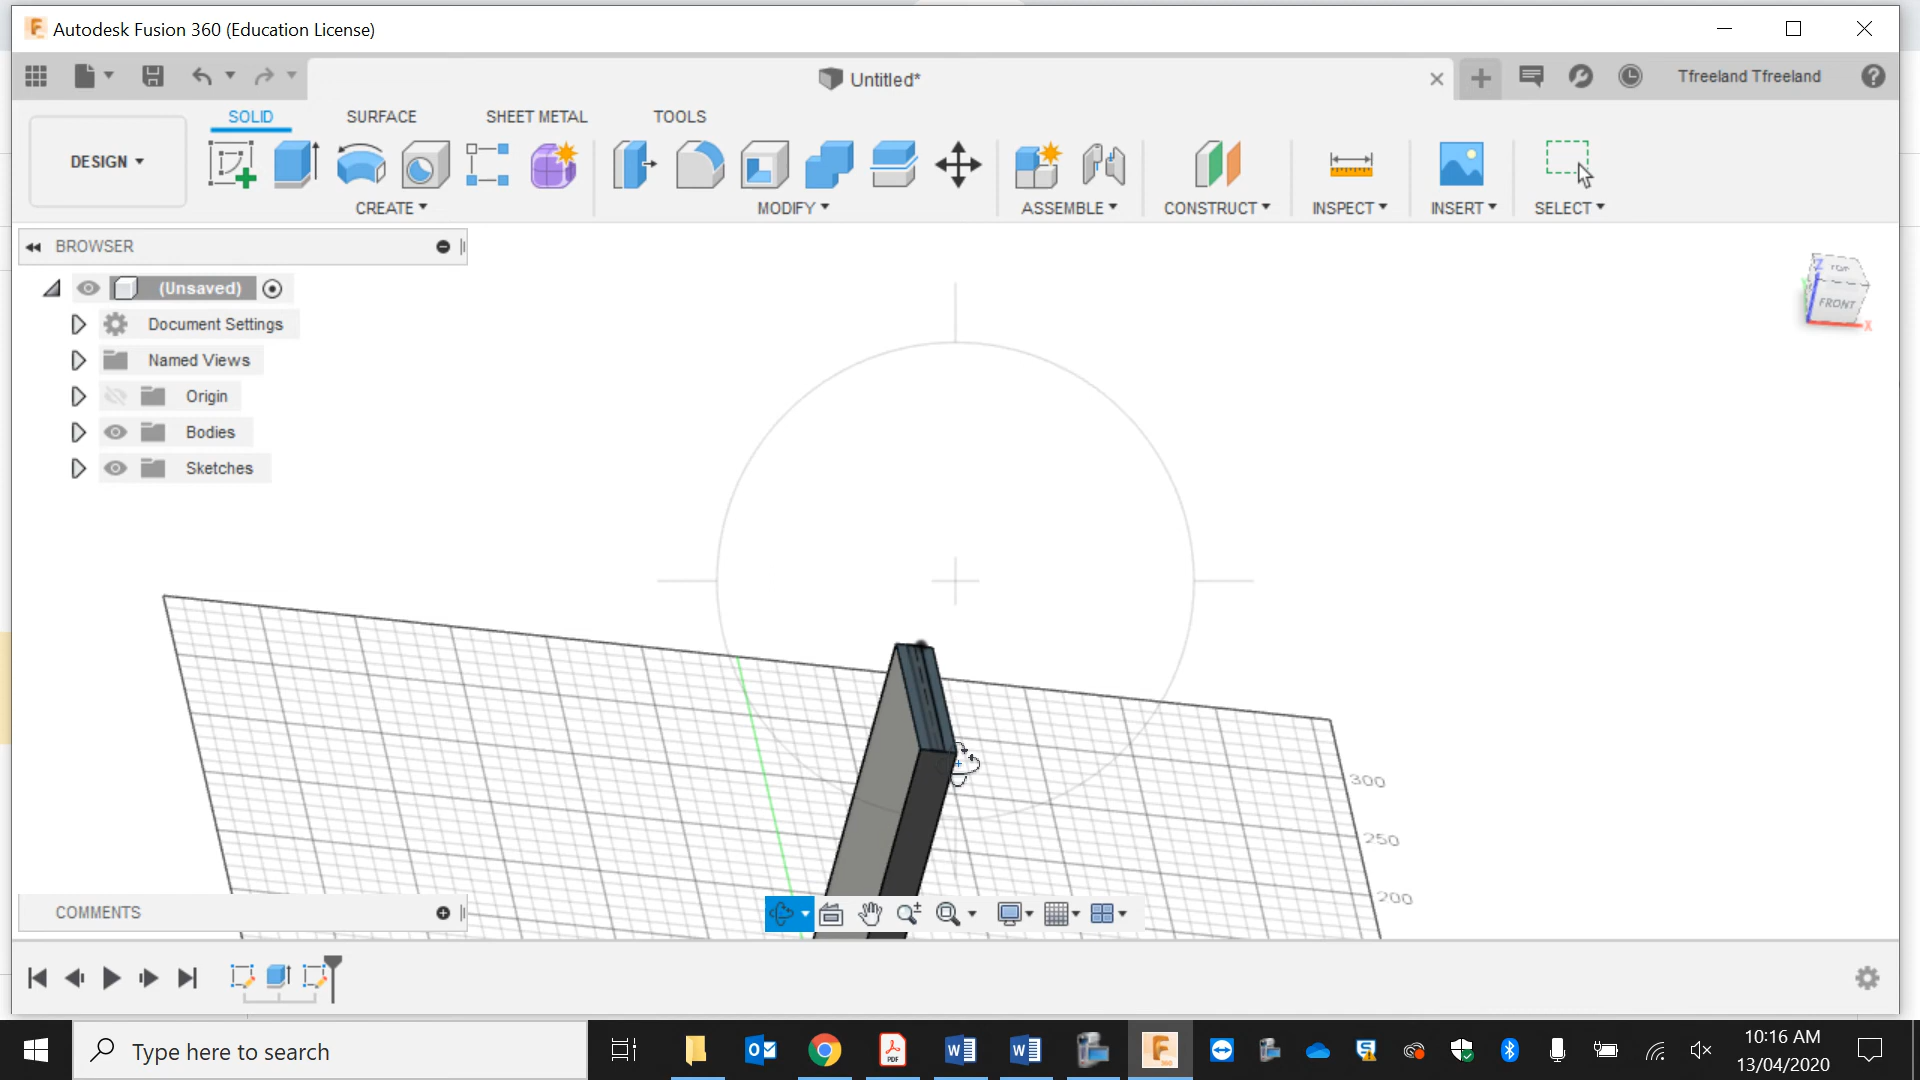 Autodesk Fusion 360 (Education License)
Untitled*
Tfreeland Tfreeland
DESIGN
SOLID
SURFACE
SHEET METAL
TOOLS
CREATE
MODIFY
ASSEMBLE
CONSTRUCT
INSPECT
INSERT
SELECT
BROWSER
(Unsaved)
Document Settings
Named Views
Origin
Bodies
Sketches
TOP
FRONT
Z
X
300
250
200
COMMENTS
Type here to search
10:16 AM
13/04/2020